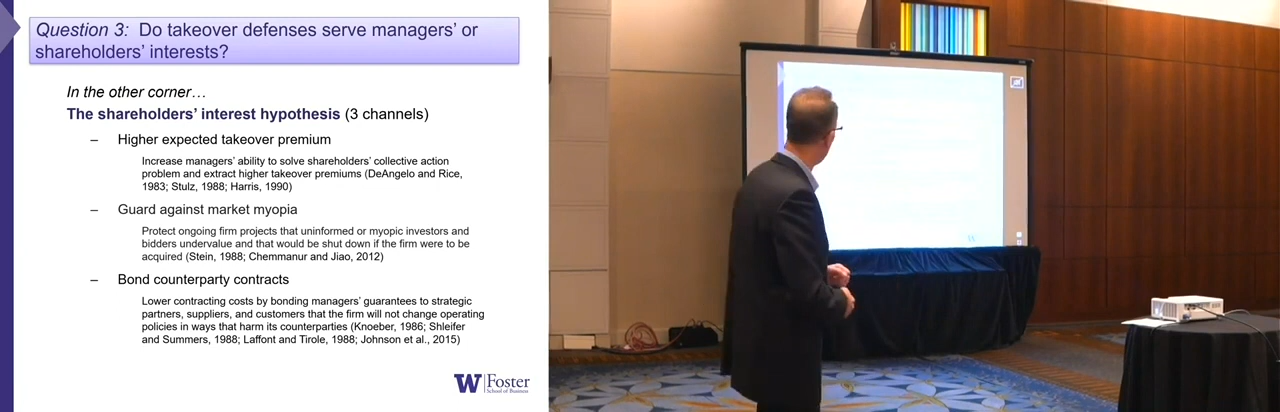 Question 3: Do takeover defenses serve managers' or
shareholders' interests?
In the other corner…
The shareholders' interest hypothesis (3 channels)
– Higher expected takeover premium
Increase managers' ability to solve shareholders' collective action
problem and extract higher takeover premiums (DeAngelo and Rice,
1983; Stulz, 1988; Harris, 1990)
– Guard against market myopia
Protect ongoing firm projects that uninformed or myopic investors and
bidders undervalue and that would be shut down if the firm were to be
acquired (Stein, 1988; Chemmanur and Jiao, 2012)
– Bond counterparty contracts
Lower contracting costs by bonding managers' guarantees to strategic
partners, suppliers, and customers that the firm will not change operating
policies in ways that harm its counterparties (Knoeber, 1986; Shleifer
and Summers, 1988; Laffont and Tirole, 1988; Johnson et al., 2015)
W Foster
School of Business